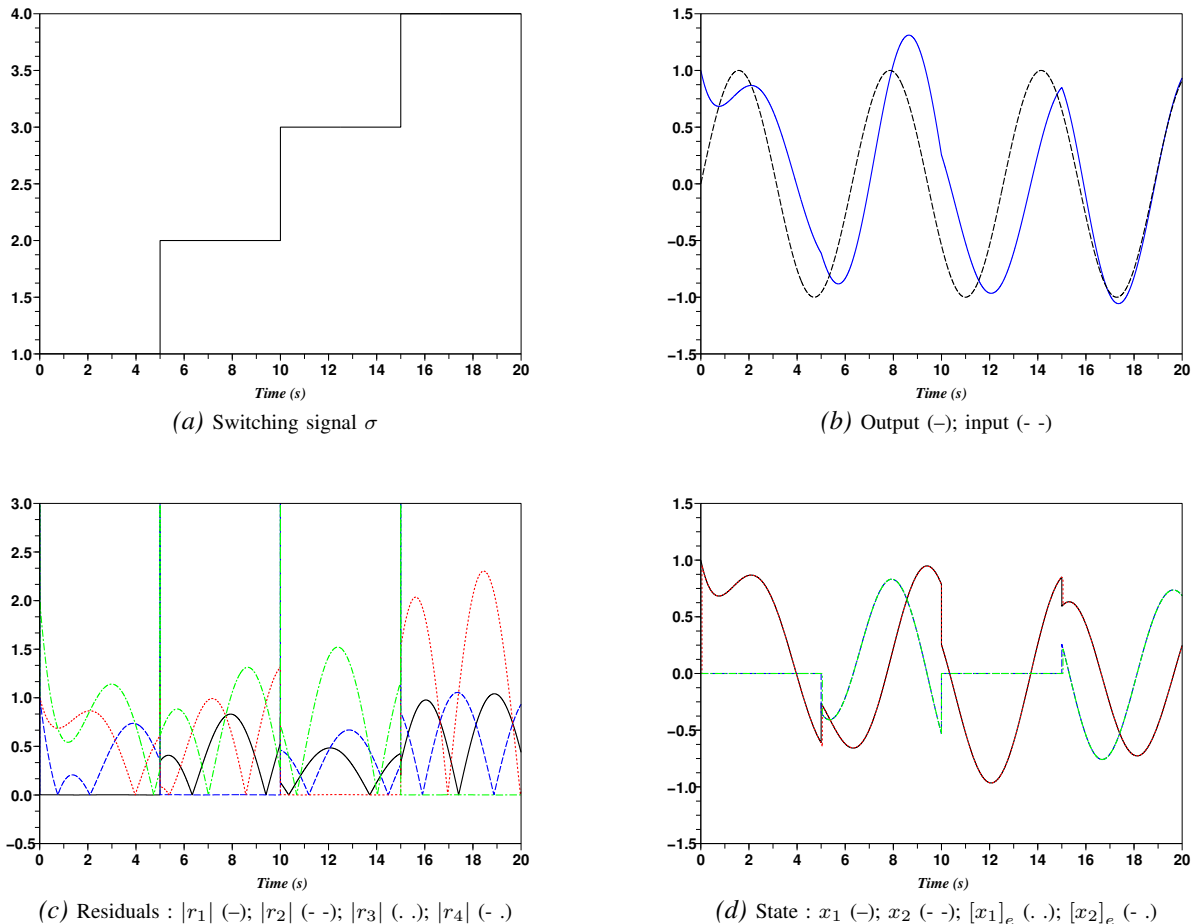 4.0
3.5
3.0
2.5
2.0
1.5
1.0
0 2 4 6 8 10 12 14 16 18 20
Time (s)
(a) Switching signal σ
1.5
1.0
0.5
0.0
−0.5
−1.0
−1.5
0 2 4 6 8 10 12 14 16 18 20
Time (s)
(b) Output (–); input (- -)
3.0
2.5
2.0
1.5
1.0
0.5
0.0
−0.5
0 2 4 6 8 10 12 14 16 18 20
Time (s)
(c) Residuals : |r₁| (–); |r₂| (- -); |r₃| (. .); |r₄| (- .)
1.5
1.0
0.5
0.0
−0.5
−1.0
−1.5
0 2 4 6 8 10 12 14 16 18 20
Time (s)
(d) State : x₁ (–); x₂ (- -); [x₁]ₑ (. .); [x₂]ₑ (- .)